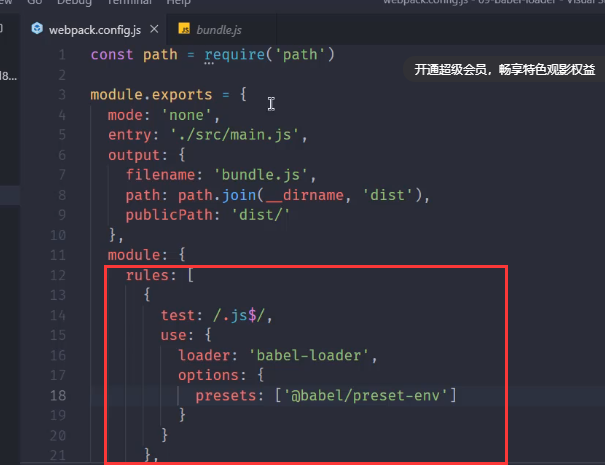 Go Debug Terminal Help
webpack.config.js - 09-babel-loader - Visual
webpack.config.js × JS bundle.js
开通超级会员，畅享特色观影权益
1 const path = require('path')
2
3 module.exports = {
4 mode: 'none',
5 entry: './src/main.js',
6 output: {
7 filename: 'bundle.js',
8 path: path.join(__dirname, 'dist'),
9 publicPath: 'dist/'
10 },
11 module: {
12 rules: [
13 {
14 test: /.js$/,
15 use: {
16 loader: 'babel-loader',
17 options: {
18 presets: ['@babel/preset-env']
19 }
20 }
21 },